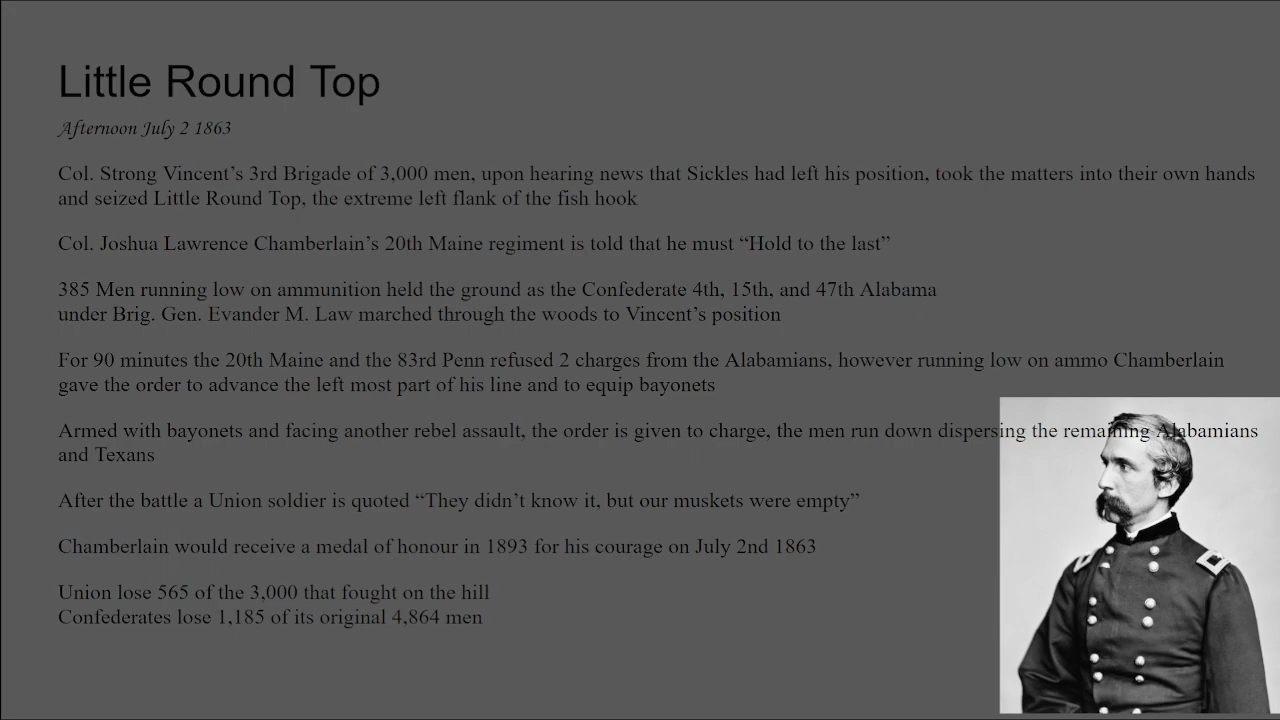 Little Round Top
Afternoon July 2 1863
Col. Strong Vincent’s 3rd Brigade of 3,000 men, upon hearing news that Sickles had left his position, took the matters into their own hands
and seized Little Round Top, the extreme left flank of the fish hook
Col. Joshua Lawrence Chamberlain’s 20th Maine regiment is told that he must “Hold to the last”
385 Men running low on ammunition held the ground as the Confederate 4th, 15th, and 47th Alabama
under Brig. Gen. Evander M. Law marched through the woods to Vincent’s position
For 90 minutes the 20th Maine and the 83rd Penn refused 2 charges from the Alabamians, however running low on ammo Chamberlain
gave the order to advance the left most part of his line and to equip bayonets
Armed with bayonets and facing another rebel assault, the order is given to charge, the men run down dispersing the remaining Alabamians
and Texans
After the battle a Union soldier is quoted “They didn’t know it, but our muskets were empty”
Chamberlain would receive a medal of honour in 1893 for his courage on July 2nd 1863
Union lose 565 of the 3,000 that fought on the hill
Confederates lose 1,185 of its original 4,864 men